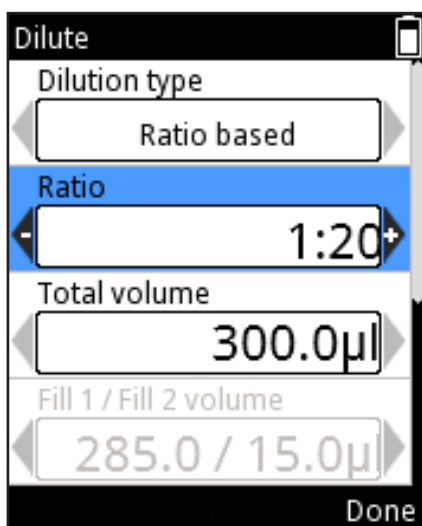 Dilute
Dilution type
Ratio based
Ratio
- 1:20 +
Total volume
300.0µl
Fill 1 / Fill 2 volume
285.0 / 15.0µl
Done